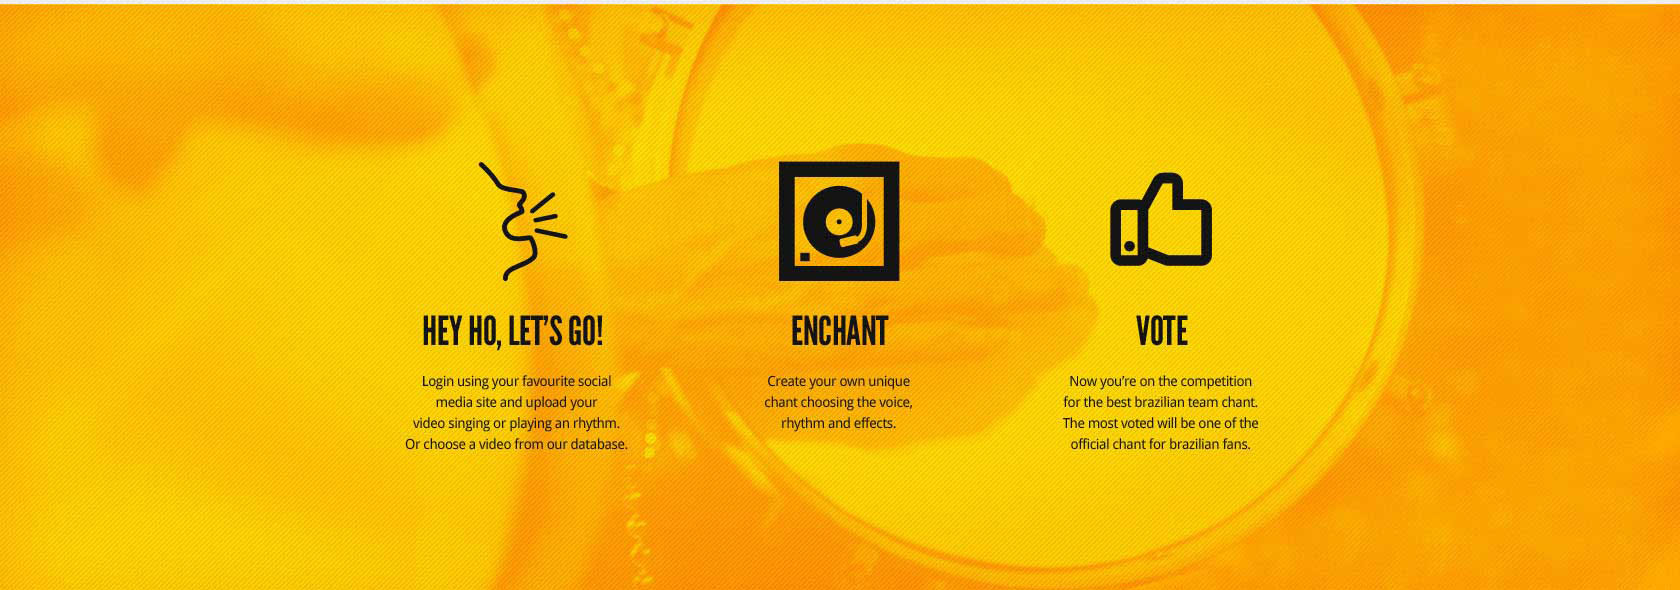 HEY HO, LET'S GO!
Login using your favourite social
media site and upload your
video singing or playing an rhythm.
Or choose a video from our database.
ENCHANT
Create your own unique
chant choosing the voice,
rhythm and effects.
VOTE
Now you're on the competition
for the best brazilian team chant.
The most voted will be one of the
official chant for brazilian fans.